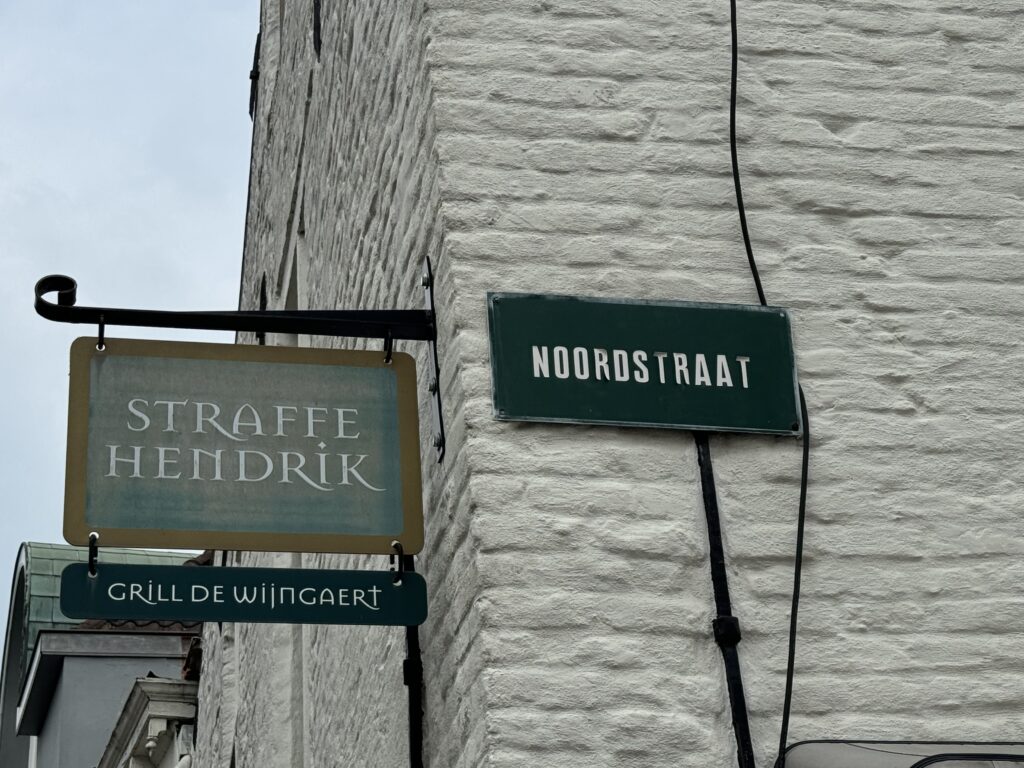 STRAFFE
HENDRIK
GRILL DE WIJNGAERT
NOORDSTRAAT